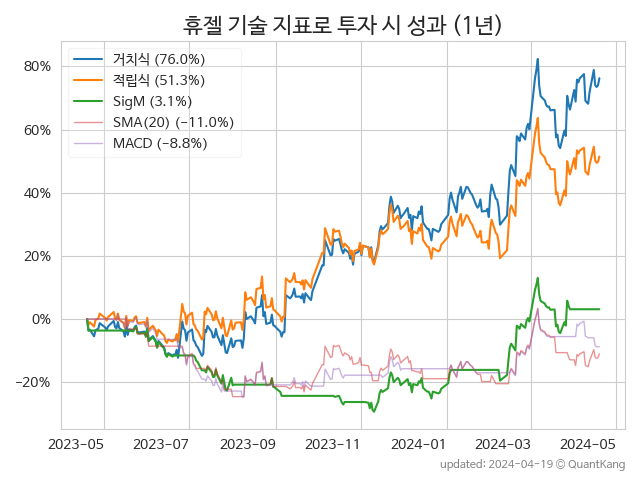 휴젤 기술 지표로 투자 시 성과 (1년)
거치식 (76.0%)
적립식 (51.3%)
SigM (3.1%)
SMA(20) (−11.0%)
MACD (−8.8%)
80%
60%
40%
20%
0%
−20%
2023-05 2023-07 2023-09 2023-11 2024-01 2024-03 2024-05
updated: 2024-04-19 © QuantKang